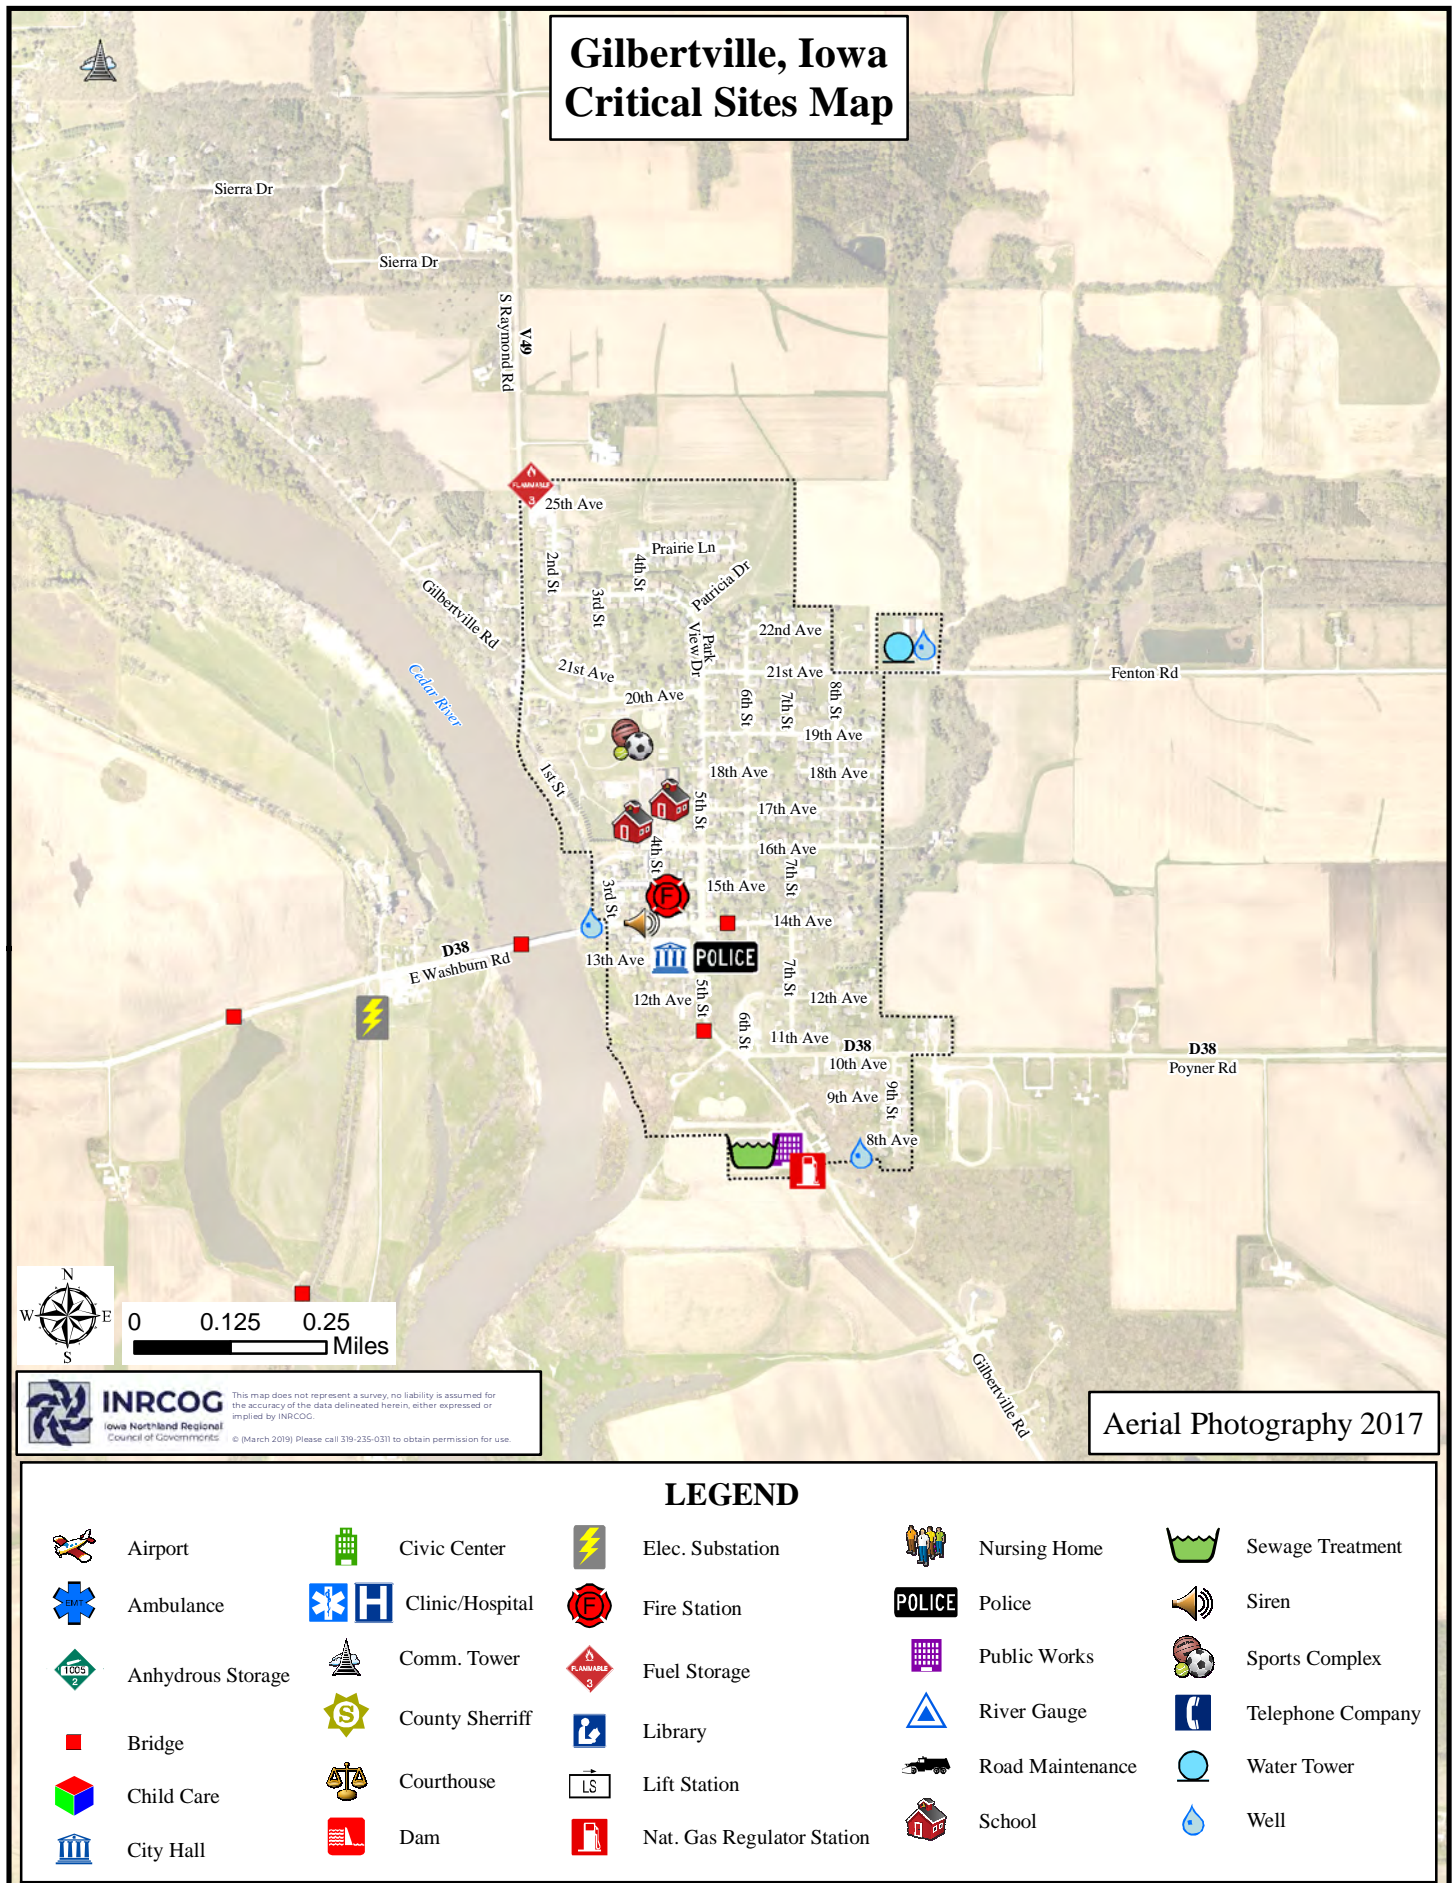 Gilbertville, Iowa
Critical Sites Map
Sierra Dr
Sierra Dr
S Raymond Rd
V49
FLAMMABLE
3
25th Ave
Prairie Ln
2nd St
4th St
Patricia Dr
3rd St
Gilbertville Rd
22nd Ave
Park
View Dr
21st Ave
21st Ave
Fenton Rd
Cedar River
20th Ave
6th St
7th St
8th St
19th Ave
1st St
18th Ave
18th Ave
5th St
17th Ave
4th St
16th Ave
7th St
3rd St
F
15th Ave
14th Ave
D38
E Washburn Rd
13th Ave
POLICE
7th St
5th St
12th Ave
12th Ave
6th St
11th Ave
D38
10th Ave
D38
Poyner Rd
9th Ave
9th St
8th Ave
N
W
E
S
0 0.125 0.25
Miles
Gilbertville Rd
INRCOG
Iowa Northland Regional
Council of Governments
This map does not represent a survey, no liability is assumed for
the accuracy of the data delineated herein, either expressed or
implied by INRCOG.
© (March 2019) Please call 319-235-0311 to obtain permission for use.
Aerial Photography 2017
LEGEND
Airport
EMT
Ambulance
1005
2
Anhydrous Storage
Bridge
Child Care
City Hall
Civic Center
H
Clinic/Hospital
Comm. Tower
S
County Sherriff
Courthouse
Dam
Elec. Substation
F
Fire Station
FLAMMABLE
3
Fuel Storage
Library
LS
Lift Station
Nat. Gas Regulator Station
Nursing Home
POLICE
Police
Public Works
River Gauge
Road Maintenance
School
Sewage Treatment
Siren
Sports Complex
Telephone Company
Water Tower
Well